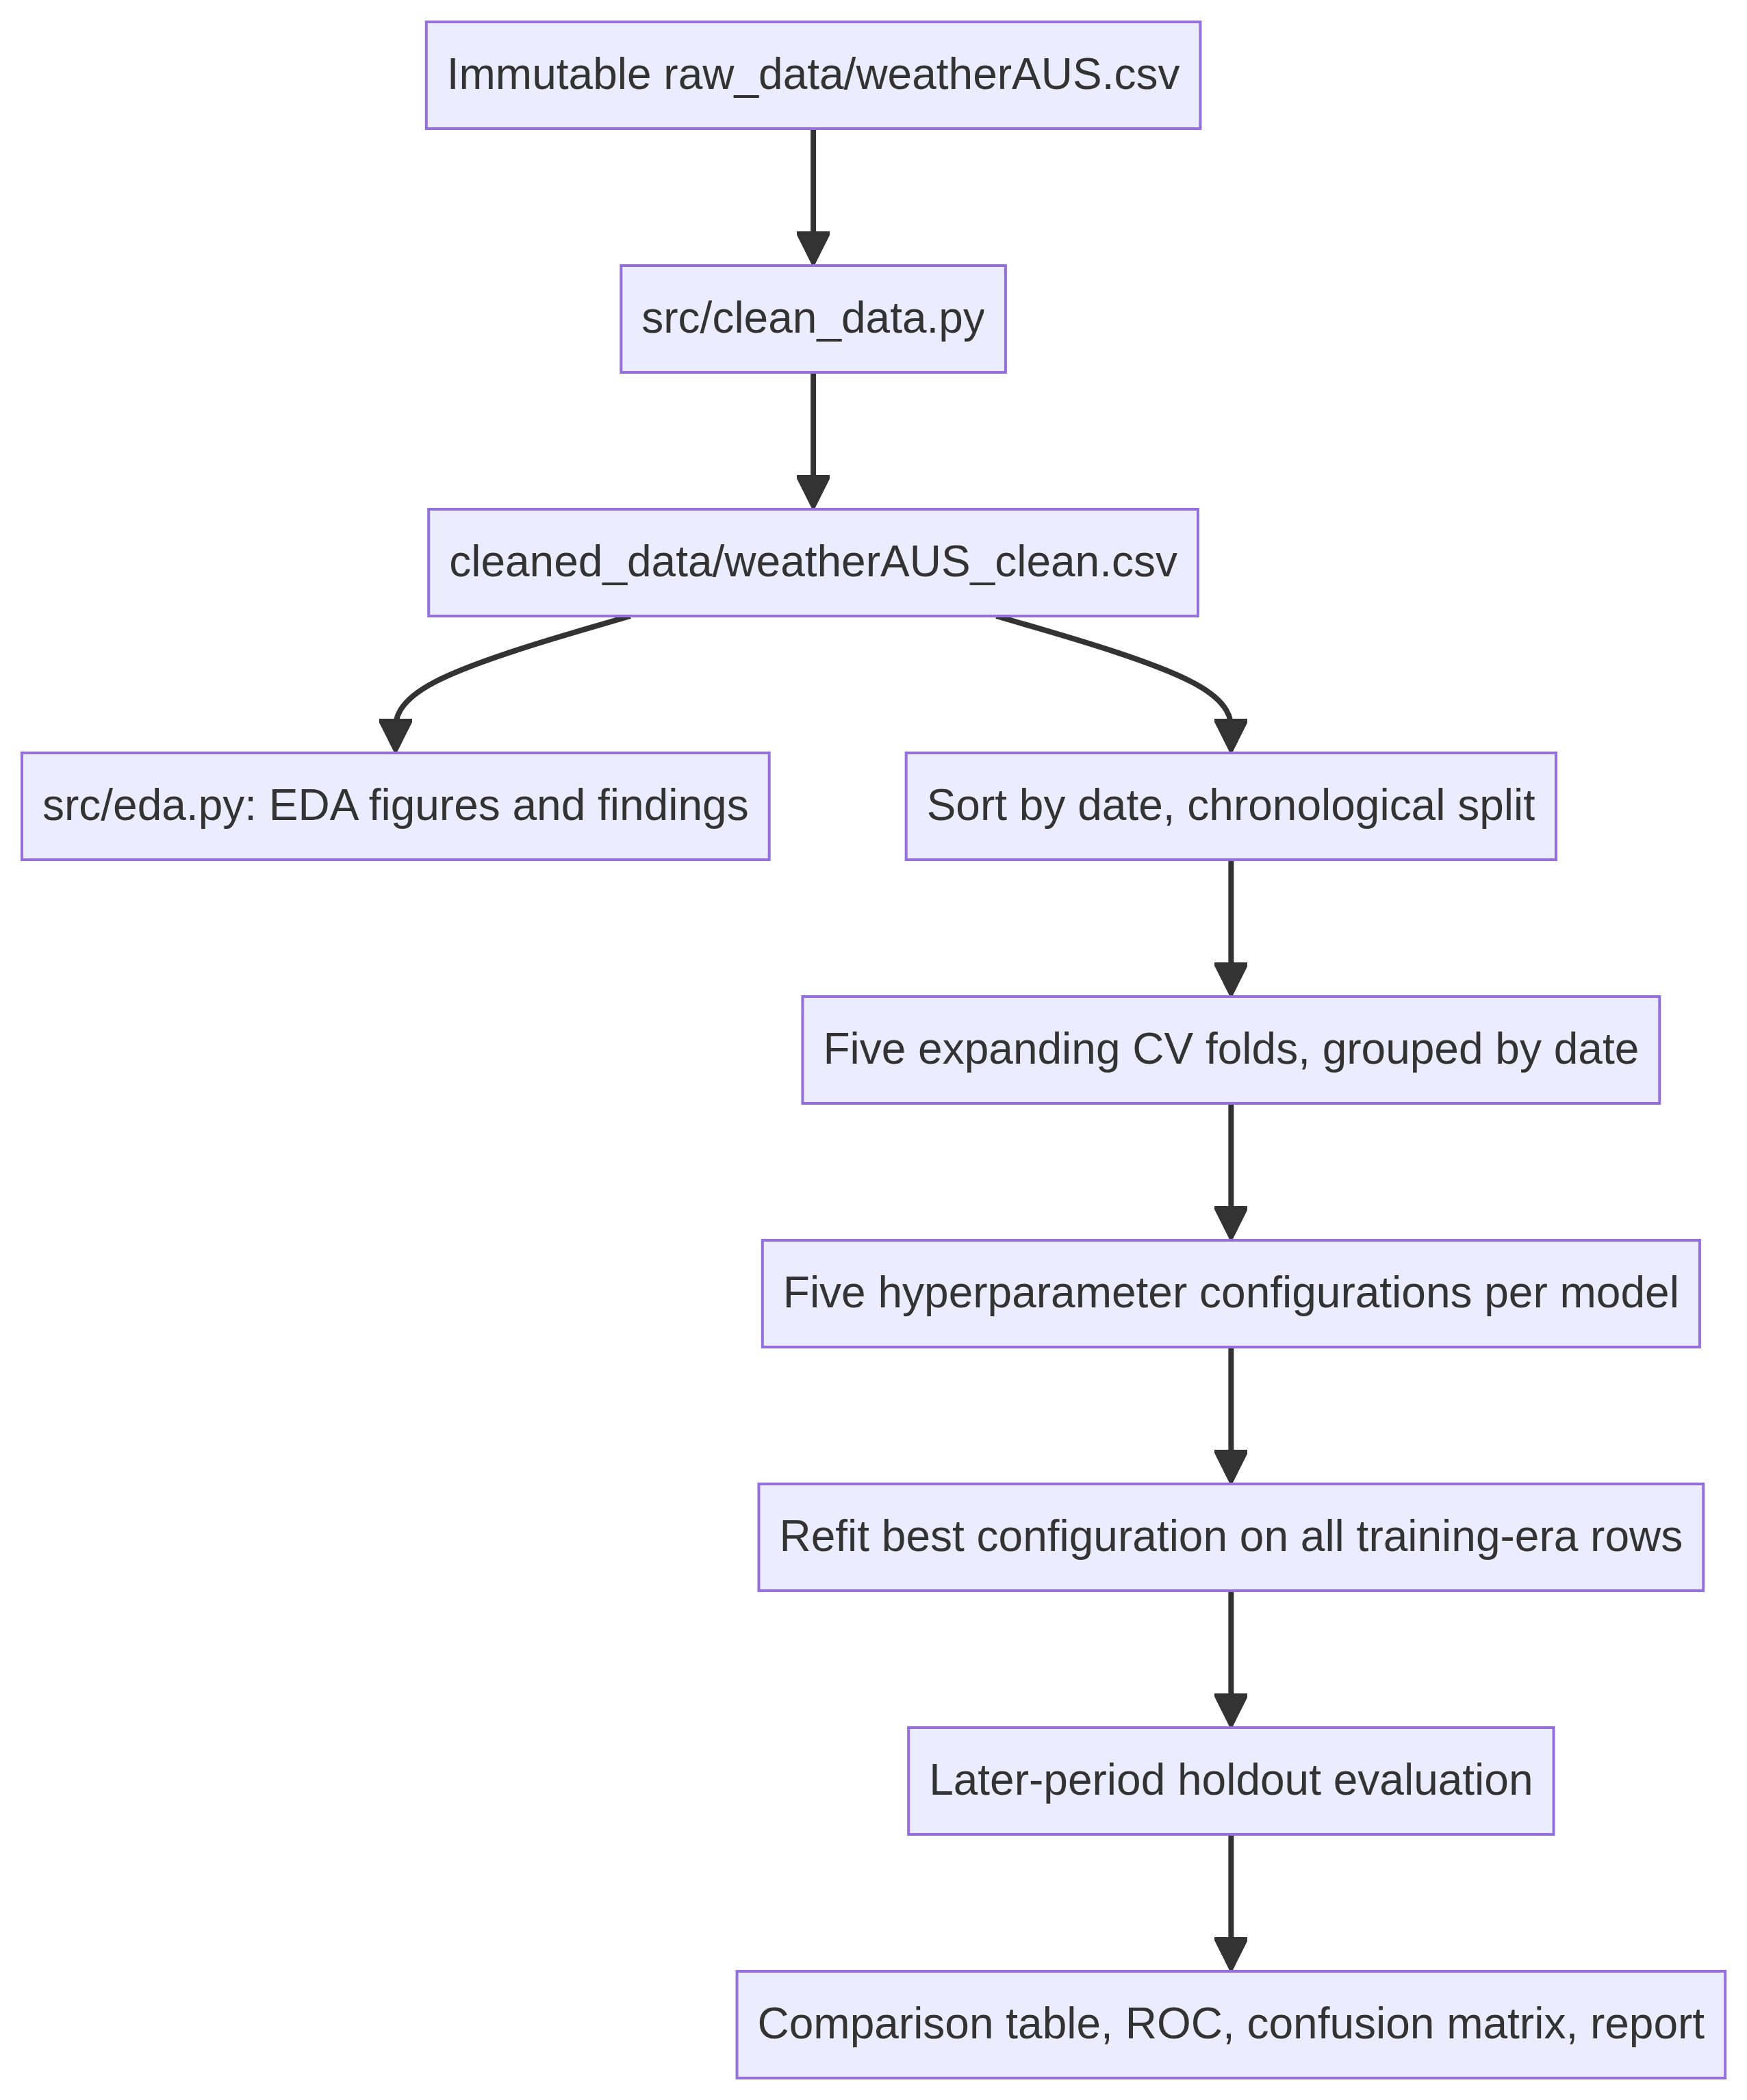 Immutable raw_data/weatherAUS.csv
src/clean_data.py
cleaned_data/weatherAUS_clean.csv
src/eda.py: EDA figures and findings
Sort by date, chronological split
Five expanding CV folds, grouped by date
Five hyperparameter configurations per model
Refit best configuration on all training-era rows
Later-period holdout evaluation
Comparison table, ROC, confusion matrix, report